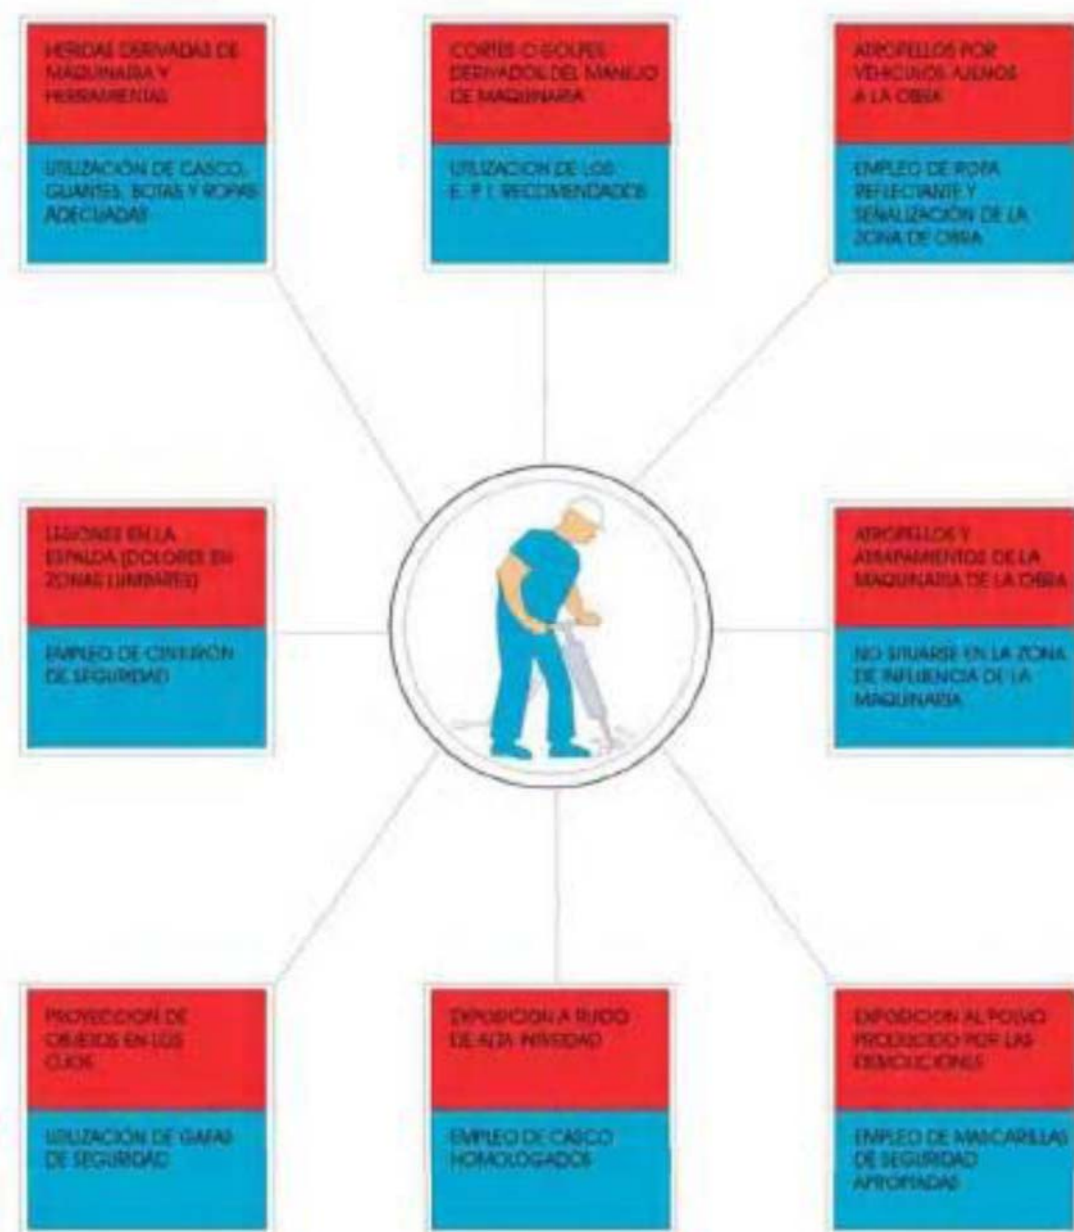 HERIDAS DERIVADAS DE
MAQUINARIA Y
HERRAMIENTAS
UTILIZACIÓN DE CASCO,
GUANTES, BOTAS Y ROPAS
ADECUADAS
CORTES O GOLPES
DERIVADOS DEL MANEJO
DE MAQUINARIA
UTILIZACION DE LOS
E. P. I. RECOMENDADOS
ATROPELLOS POR
VEHICULOS AJENOS
A LA OBRA
EMPLEO DE ROPA
REFLECTANTE Y
SEÑALIZACIÓN DE LA
ZONA DE OBRA
LESIONES EN LA
ESPALDA (DOLORES EN
ZONAS LUMBARES)
EMPLEO DE CINTURÓN
DE SEGURIDAD
ATROPELLOS Y
ATRAPAMIENTOS DE LA
MAQUINARIA DE LA OBRA
NO SITUARSE EN LA ZONA
DE INFLUENCIA DE LA
MAQUINARIA
PROYECCIÓN DE
OBJETOS EN LOS
OJOS
UTILIZACIÓN DE GAFAS
DE SEGURIDAD
EXPOSICION A RUIDO
DE ALTA
EMPLEO DE CASCO
HOMOLOGADOS
EXPOSICION AL POLVO
PRODUCIDO POR LAS
DEMOLICIONES
EMPLEO DE MASCARILLAS
DE SEGURIDAD
APROPIADAS